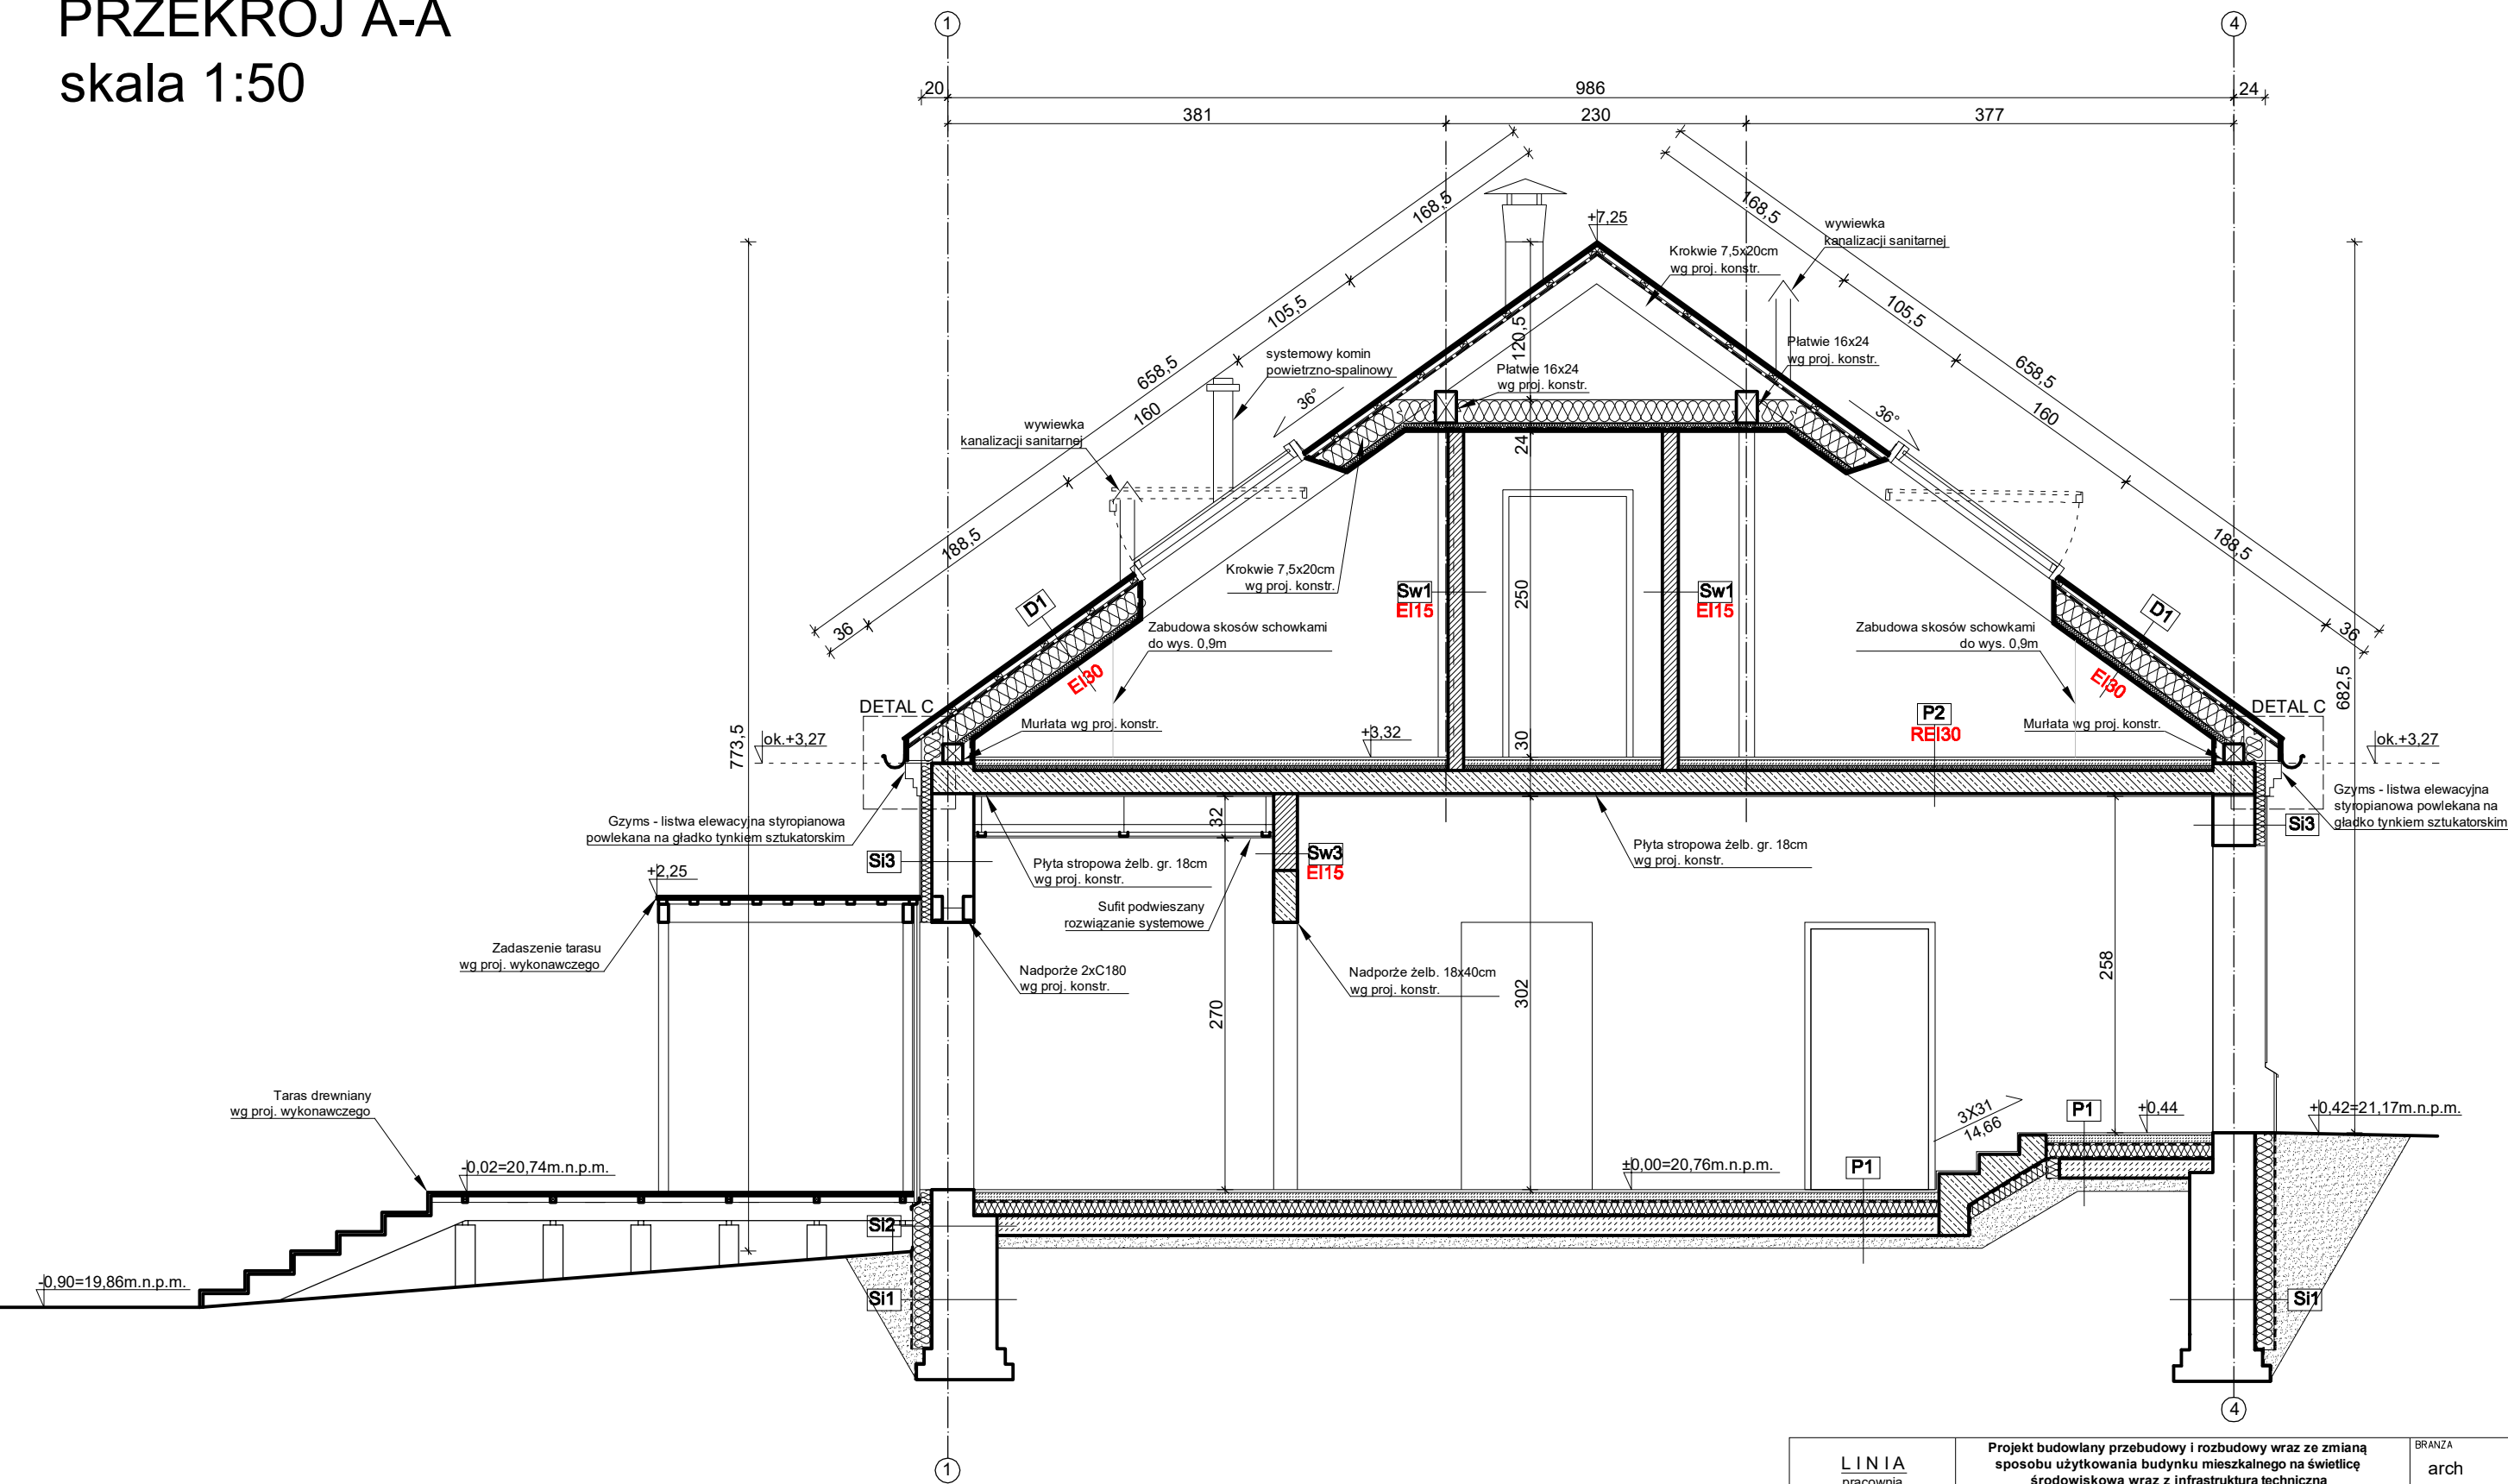 PRZEKRÓJ A-A
skala 1:50
1
4
20
986
24
381
230
377
168,5
105,5
658,5
160
188,5
36
168,5
105,5
658,5
160
188,5
36
+7,25
wywiewka
kanalizacji sanitarnej
Krokwie 7,5x20cm
wg proj. konstr.
120,5
Płatwie 16x24
wg proj. konstr.
Płatwie 16x24
wg proj. konstr.
systemowy komin
powietrzno-spalinowy
36°
36°
wywiewka
kanalizacji sanitarnej
24
Krokwie 7,5x20cm
wg proj. konstr.
250
Sw1
EI15
Sw1
EI15
D1
EI30
D1
EI30
Zabudowa skosów schowkami
do wys. 0,9m
Zabudowa skosów schowkami
do wys. 0,9m
773,5
682,5
DETAL C
DETAL C
ok.+3,27
ok.+3,27
Murłata wg proj. konstr.
+3,32
30
P2
REI30
Murłata wg proj. konstr.
Gzyms - listwa elewacyjna styropianowa
powlekana na gładko tynkiem sztukatorskim
Gzyms - listwa elewacyjna
styropianowa powlekana na
gładko tynkiem sztukatorskim
32
Si3
Si3
Płyta stropowa żelb. gr. 18cm
wg proj. konstr.
Sw3
EI15
Płyta stropowa żelb. gr. 18cm
wg proj. konstr.
+2,25
Sufit podwieszany
rozwiązanie systemowe
Zadaszenie tarasu
wg proj. wykonawczego
Nadproże 2xC180
wg proj. konstr.
Nadproże żelb. 18x40cm
wg proj. konstr.
270
302
258
Taras drewniany
wg proj. wykonawczego
3X31
14,66
P1
+0,44
+0,42=21,17m.n.p.m.
-0,02=20,74m.n.p.m.
±0,00=20,76m.n.p.m.
P1
Si2
-0,90=19,86m.n.p.m.
Si1
Si1
4
1
LINIA
pracownia
Projekt budowlany przebudowy i rozbudowy wraz ze zmianą
sposobu użytkowania budynku mieszkalnego na świetlicę
środowiskową wraz z infrastrukturą techniczną
BRANZA
arch